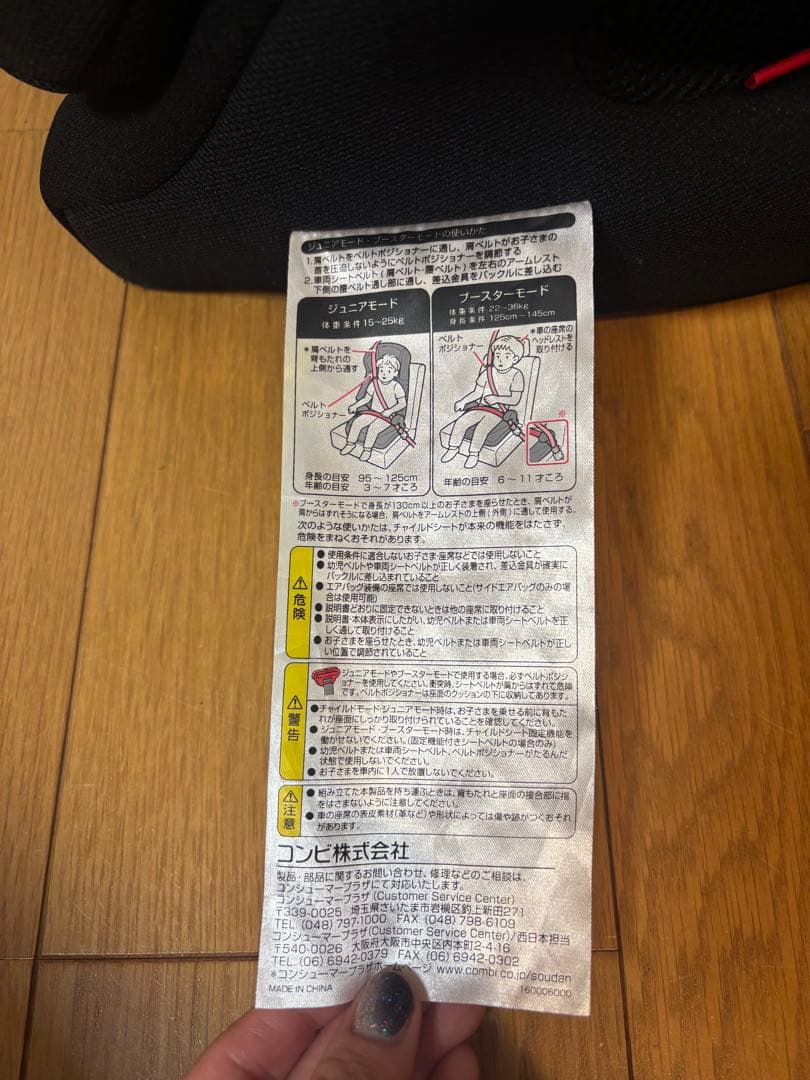 ジュニアモード・ブースターモードの使いかた
1.肩ベルトをベルトポジショナーに通し、肩ベルトがお子さまの
首を圧迫しないようにベルトポジショナーを調節する
2.車両シートベルト(肩ベルト・腰ベルト)を左右のアームレスト
下側の腰ベルト通し部に通し、差込金具をバックルに差し込む
ジュニアモード
体重条件 15～25kg
*肩ベルトを
背もたれの
上側から通す
ベルト
ポジショナー
身長の目安 95～125cm
年齢の目安 3～7才ごろ
ブースターモード
体重条件 22～36kg
身長条件 125cm～145cm
ベルト
ポジショナー
*車の座席の
ヘッドレストを
取り付ける
※
年齢の目安 6～11才ごろ
※ブースターモードで身長が130cm以上のお子さまを座らせたとき、肩ベルトが
肩からはずれそうになる場合、肩ベルトをアームレストの上側(外側)に通して使用する。
次のような使いかたは、チャイルドシートが本来の機能をはたさず、
危険をまねくおそれがあります。
危険
●使用条件に適合しないお子さま・座席などでは使用しないこと
●幼児ベルトや車両シートベルトが正しく装着され、差込金具が確実に
バックルに差し込まれていること
●エアバッグ装備の座席では使用しないこと(サイドエアバッグのみの場
合は使用可能)
●説明書どおりに固定できないときは他の座席に取り付けること
●説明書・本体表示にしたがい、幼児ベルトまたは車両シートベルトを正
しく通して取り付けること
●お子さまを座らせたとき、幼児ベルトまたは車両シートベルトが正し
い位置で調節されていること
警告
ジュニアモードやブースターモードで使用する場合、必ずベルトポジシ
ョナーを使用してください。衝突時、シートベルトが肩からはずれて危険
です。ベルトポジショナーは座面のクッションの下に収納してあります。
●チャイルドモード・ジュニアモード時は、お子さまを乗せる前に背もた
れが座面にしっかり取り付けられていることを確認してください。
●ジュニアモード・ブースターモード時は、チャイルドシート固定機能を
働かせないでください。(固定機能付きシートベルトの場合のみ)
●幼児ベルトまたは車両シートベルト、ベルトポジショナーがたるんだ
状態で使用しないでください。
●お子さまを車内に1人で放置しないでください。
注意
●組み立てた本製品を持ち運ぶときは、背もたれと座面の接合部に指
をはさまないように注意してください。
●車の座席の表皮素材(革など)や形状によっては傷や跡がつくおそれ
があります。
コンビ株式会社
製品・部品に関するお問い合わせ、修理などのご相談は、
コンシューマープラザにて対応いたします。
コンシューマープラザ(Customer Service Center)
〒339-0025 埼玉県さいたま市岩槻区釣上新田271
TEL. (048) 797-1000 FAX. (048) 798-6109
コンシューマープラザ(Customer Service Center)/西日本担当
〒540-0026 大阪府大阪市中央区内本町2-4-16
TEL (06) 6942-0379 FAX (06) 6942-0302
*コンシューマープラザホームページ www.combi.co.jp/soudan
MADE IN CHINA 160006000